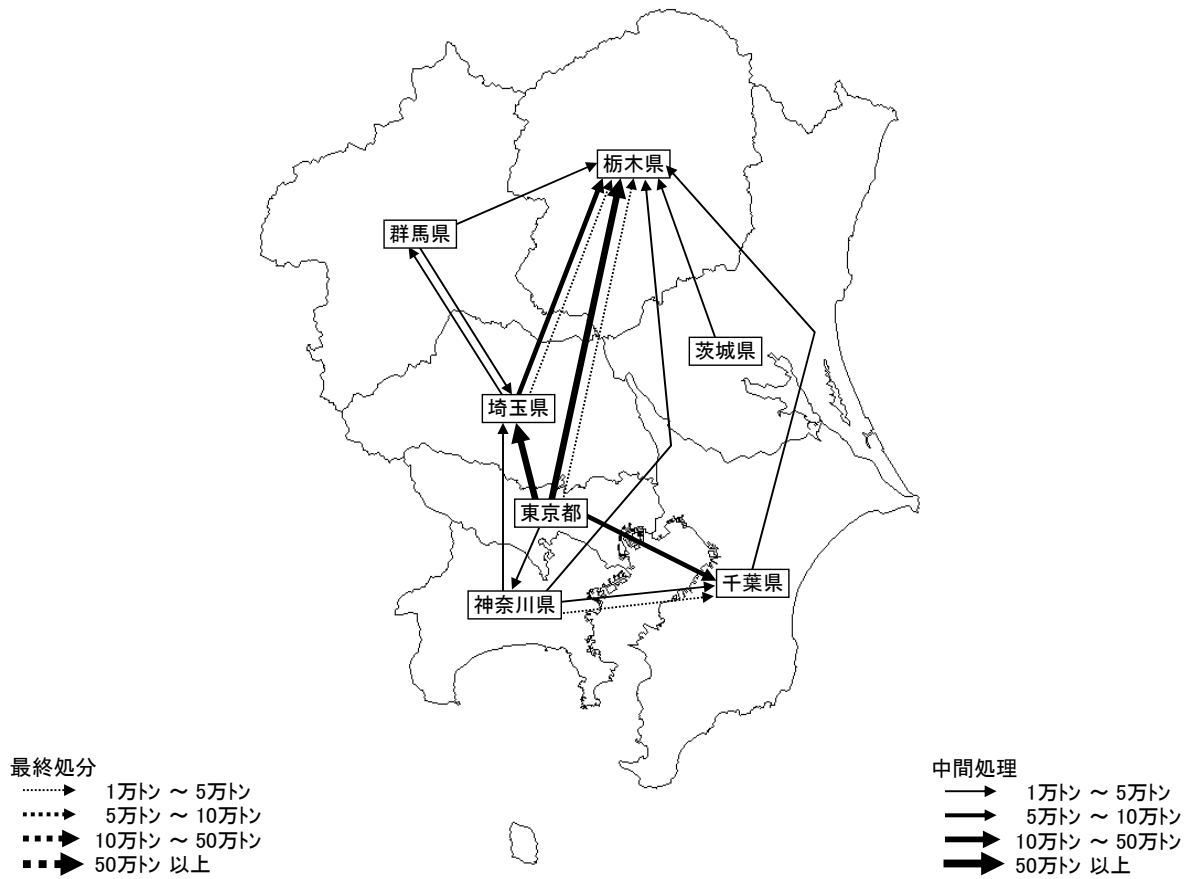 栃木県
群馬県
茨城県
埼玉県
東京都
千葉県
神奈川県
最終処分
1万トン ～ 5万トン
5万トン ～ 10万トン
10万トン ～ 50万トン
50万トン 以上
中間処理
1万トン ～ 5万トン
5万トン ～ 10万トン
10万トン ～ 50万トン
50万トン 以上